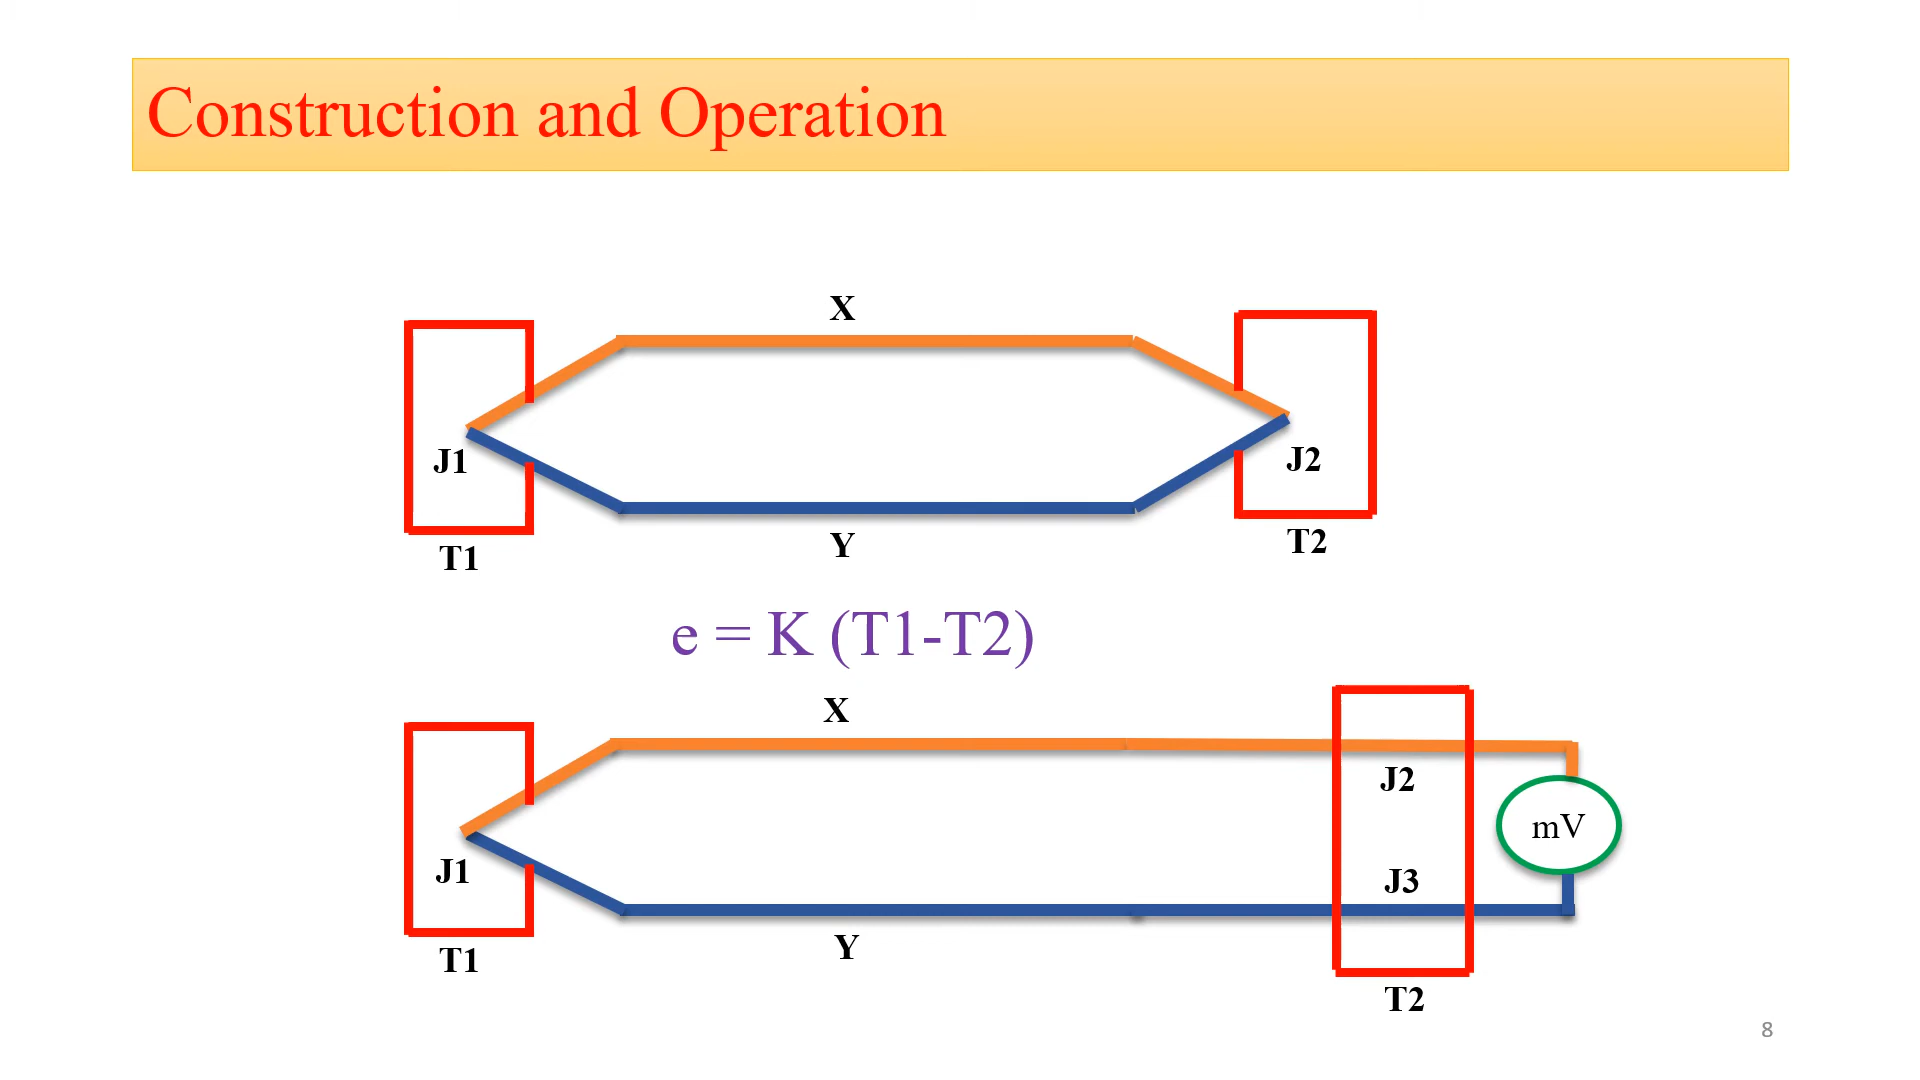 Construction and Operation
X
J1
J2
T1
Y
T2
e = K (T1-T2)
X
J2
mV
J1
J3
Y
T1
T2
8